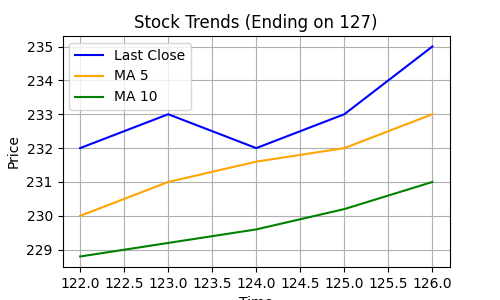 Stock Trends (Ending on 127)
Last Close
MA 5
MA 10
Price
235
234
233
232
231
230
229
122.0 122.5 123.0 123.5 124.0 124.5 125.0 125.5 126.0
Time